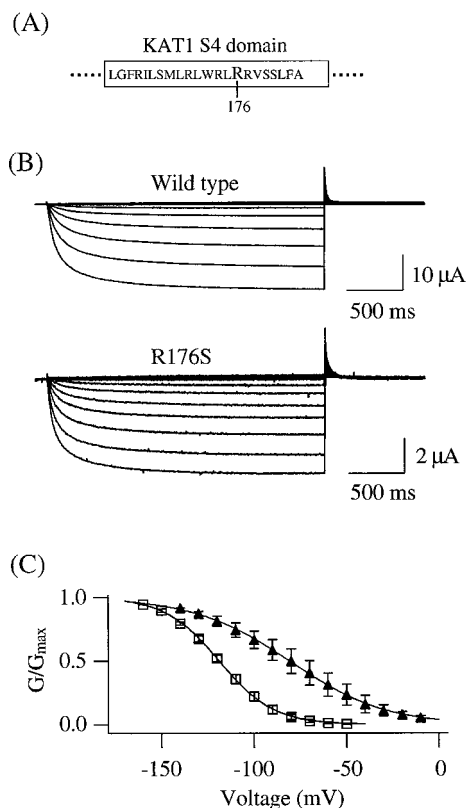 (A)
KAT1 S4 domain
LGFRILSMLRLWRLRRVSSLFA
176
(B)
Wild type
10 μA
500 ms
R176S
2 μA
500 ms
(C)
1.0
0.5
0.0
G/Gmax
-150
-100
-50
0
Voltage (mV)